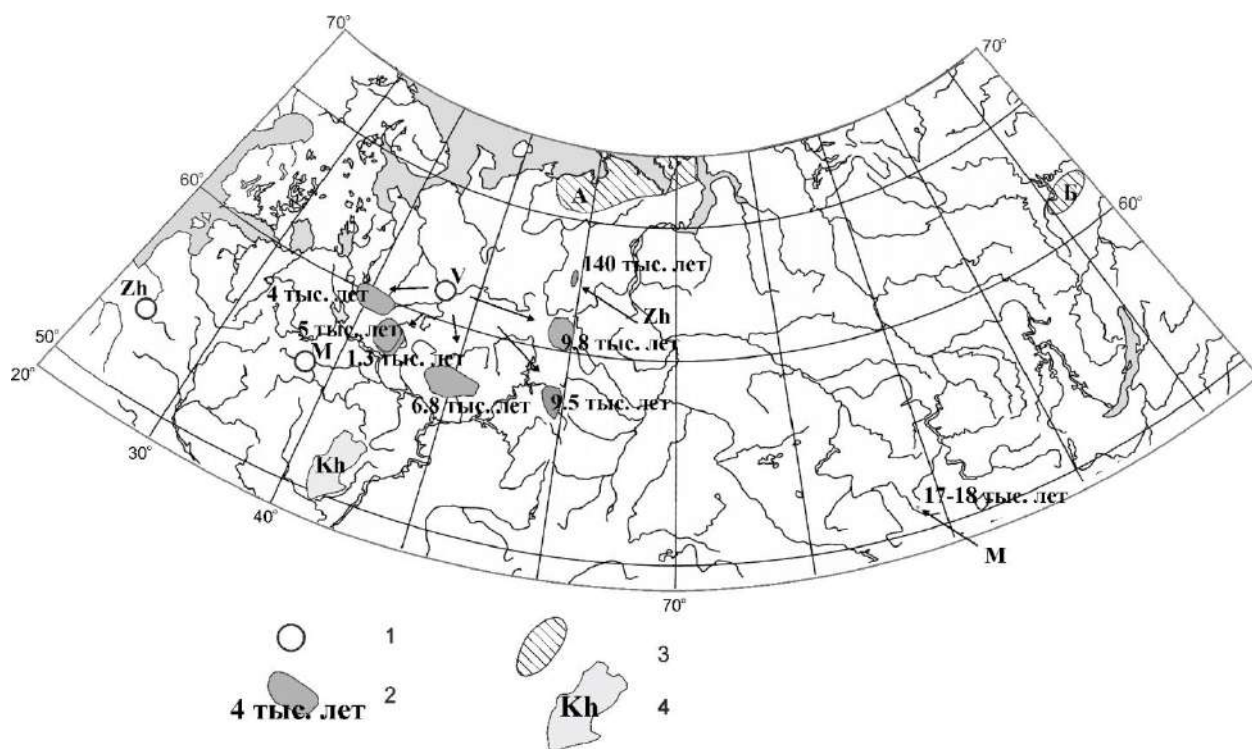 70°
70°
60°
А
Б
60°
V
140 тыс. лет
Zh
4 тыс. лет
Zh
50°
5 тыс. лет
М
1.3 тыс. лет
9.8 тыс. лет
20°
6.8 тыс. лет
9.5 тыс. лет
30°
Kh
17-18 тыс. лет
40°
М
70°
1
3
2
4 тыс. лет
Kh
4